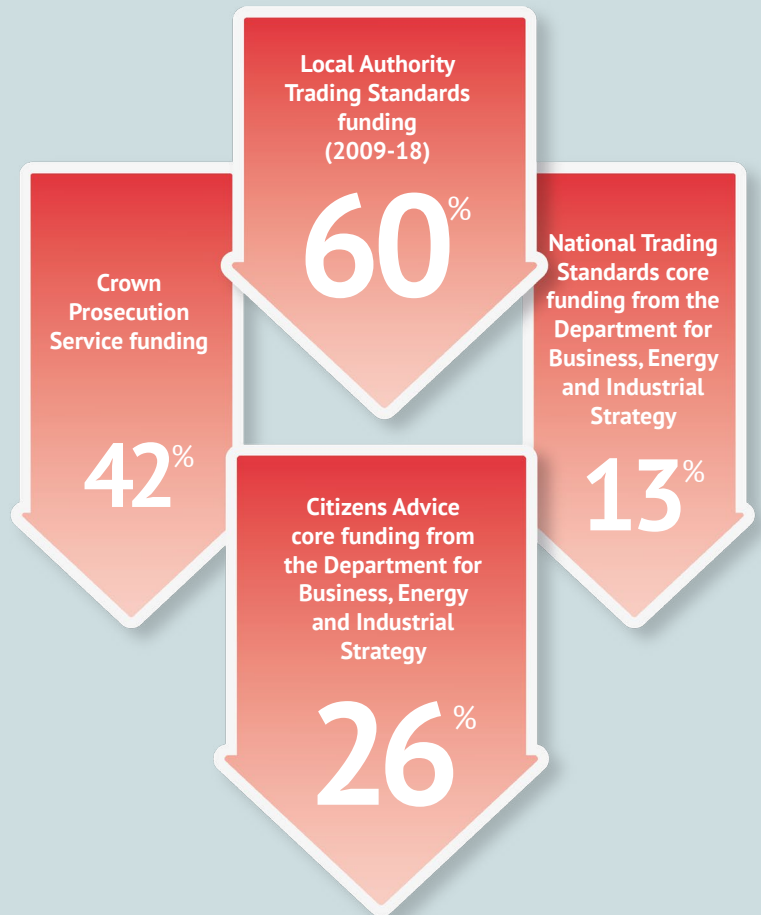 Local Authority
Trading Standards
funding
(2009-18)
60%
Crown
Prosecution
Service funding
42%
National Trading
Standards core
funding from the
Department for
Business, Energy
and Industrial
Strategy
13%
Citizens Advice
core funding from
the Department for
Business, Energy
and Industrial
Strategy
26%